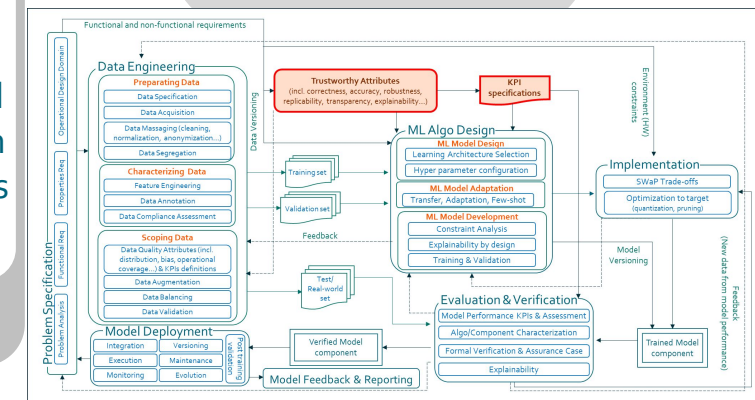 Functional and non-functional requirements
Problem Specification
Operational Design Domain
Properties Req
Functional Req
Problem Analysis
Data Engineering
Preparating Data
Data Specification
Data Acquisition
Data Massaging (cleaning,
normalization, anonymization...)
Data Segregation
Characterizing Data
Feature Engineering
Data Annotation
Data Compliance Assessment
Scoping Data
Data Quality Attributes (incl.
distribution, bias, operational
coverage...) & KPIs definitions
Data Augmentation
Data Balancing
Data Validation
Data Versioning
Trustworthy Attributes
(incl. correctness, accuracy, robustness,
replicability, transparency, explainability...)
KPI
specifications
Environment (HW)
constraints
Training set
Validation set
Feedback
Test/
Real-world
set
ML Algo Design
ML Model Design
Learning Architecture Selection
Hyper parameter configuration
ML Model Adaptation
Transfer, Adaptation, Few-shot
ML Model Development
Constraint Analysis
Explainability by design
Training & Validation
Implementation
SWaP Trade-offs
Optimization to target
(quantization, pruning)
Model
Versioning
Feedback
(New data from model performance)
Evaluation & Verification
Model Performance KPIs & Assessment
Algo/Component Characterization
Formal Verification & Assurance Case
Explainability
Trained Model
component
Verified Model
component
Model Deployment
Integration
Versioning
Execution
Maintenance
Monitoring
Evolution
Post training
validation
Model Feedback & Reporting